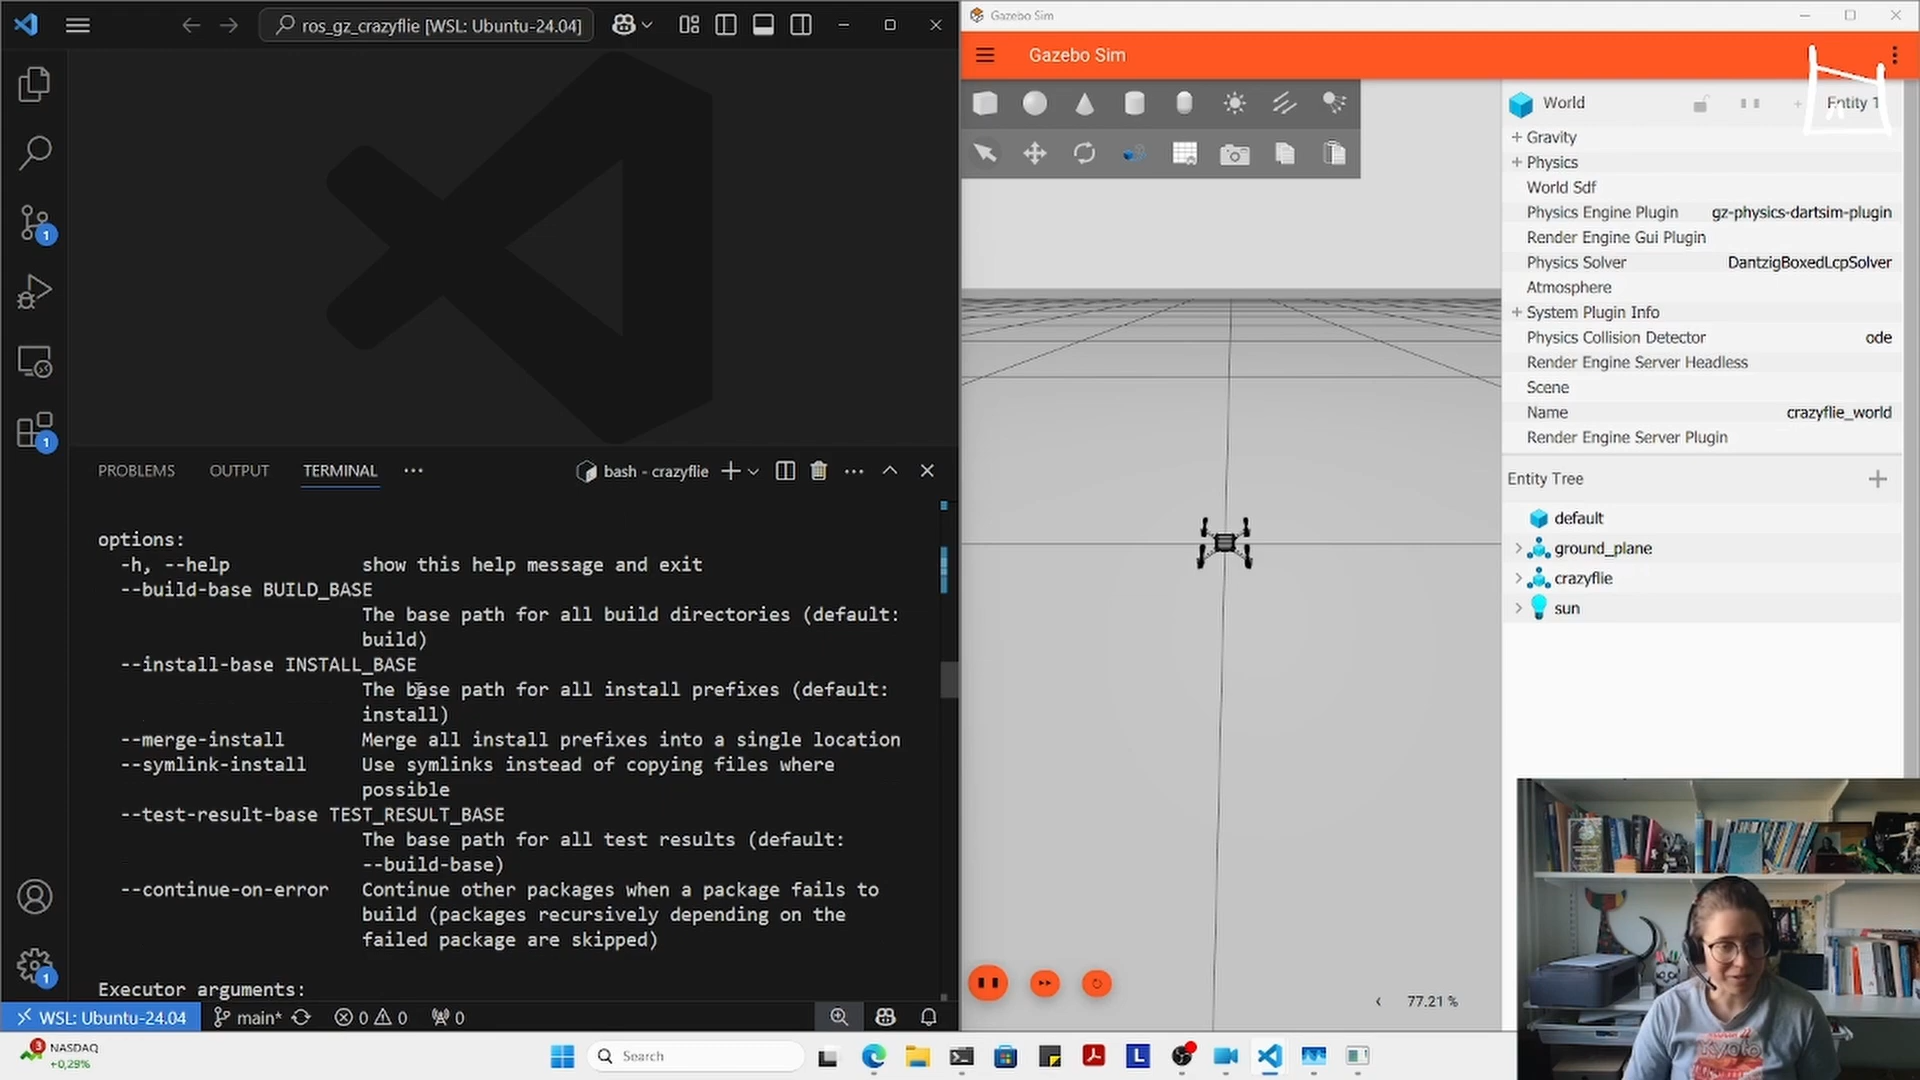 ros_gz_crazyflie [WSL: Ubuntu-24.04]
PROBLEMS OUTPUT TERMINAL
bash - crazyflie
options:
-h, --help show this help message and exit
--build-base BUILD_BASE
The base path for all build directories (default:
build)
--install-base INSTALL_BASE
The base path for all install prefixes (default:
install)
--merge-install Merge all install prefixes into a single location
--symlink-install Use symlinks instead of copying files where
possible
--test-result-base TEST_RESULT_BASE
The base path for all test results (default:
--build-base)
--continue-on-error Continue other packages when a package fails to
build (packages recursively depending on the
failed package are skipped)
Executor arguments:
1
1
1
WSL: Ubuntu-24.04 main* 0 0 0
Gazebo Sim
Gazebo Sim
77.21 %
World Entity
Gravity
Physics
World Sdf
Physics Engine Plugin gz-physics-dartsim-plugin
Render Engine Gui Plugin
Physics Solver DantzigBoxedLcpSolver
Atmosphere
System Plugin Info
Physics Collision Detector ode
Render Engine Server Headless
Scene
Name crazyflie_world
Render Engine Server Plugin
Entity Tree
default
ground_plane
crazyflie
sun
3
NASDAQ
+0,29%
Search
L
KYOTO